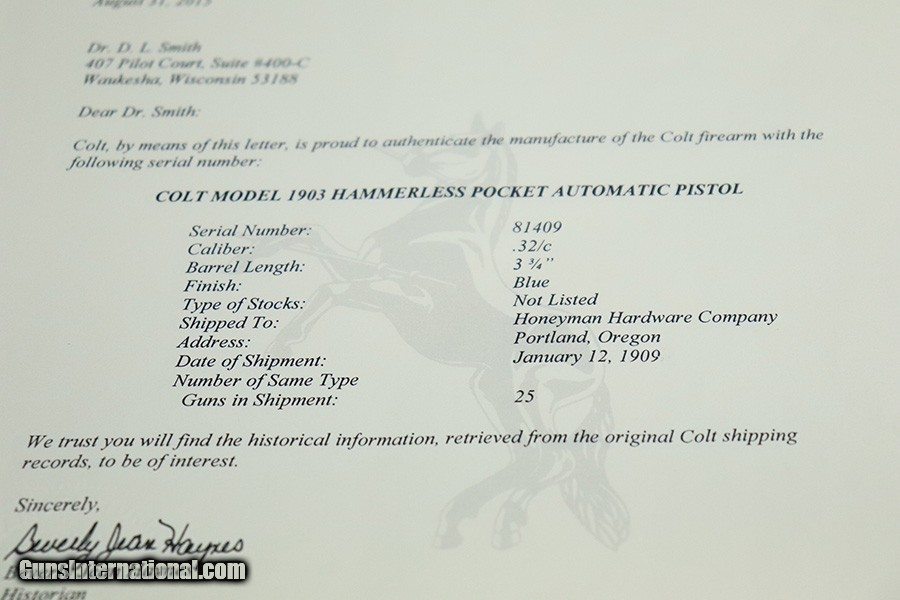 August 31, 2015
Dr. D. L. Smith
407 Pilot Court, Suite #400-C
Waukesha, Wisconsin 53188
Dear Dr. Smith:
Colt, by means of this letter, is proud to authenticate the manufacture of the Colt firearm with the
following serial number:
COLT MODEL 1903 HAMMERLESS POCKET AUTOMATIC PISTOL
Serial Number: 81409
Caliber: .32/c
Barrel Length: 3 ¾"
Finish: Blue
Type of Stocks: Not Listed
Shipped To: Honeyman Hardware Company
Address: Portland, Oregon
Date of Shipment: January 12, 1909
Number of Same Type
Guns in Shipment: 25
We trust you will find the historical information, retrieved from the original Colt shipping
records, to be of interest.
Sincerely,
Beverly Jean Haynes
GunsInternational.com
Historian